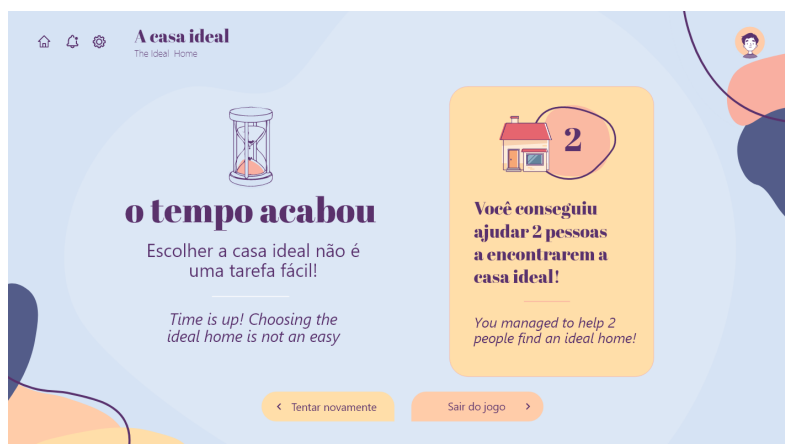 A casa ideal
The Ideal Home
o tempo acabou
Escolher a casa ideal não é
uma tarefa fácil!
Time is up! Choosing the
ideal home is not an easy
2
Você conseguiu
ajudar 2 pessoas
a encontrarem a
casa ideal!
You managed to help 2
people find an ideal home!
Tentar novamente
Sair do jogo